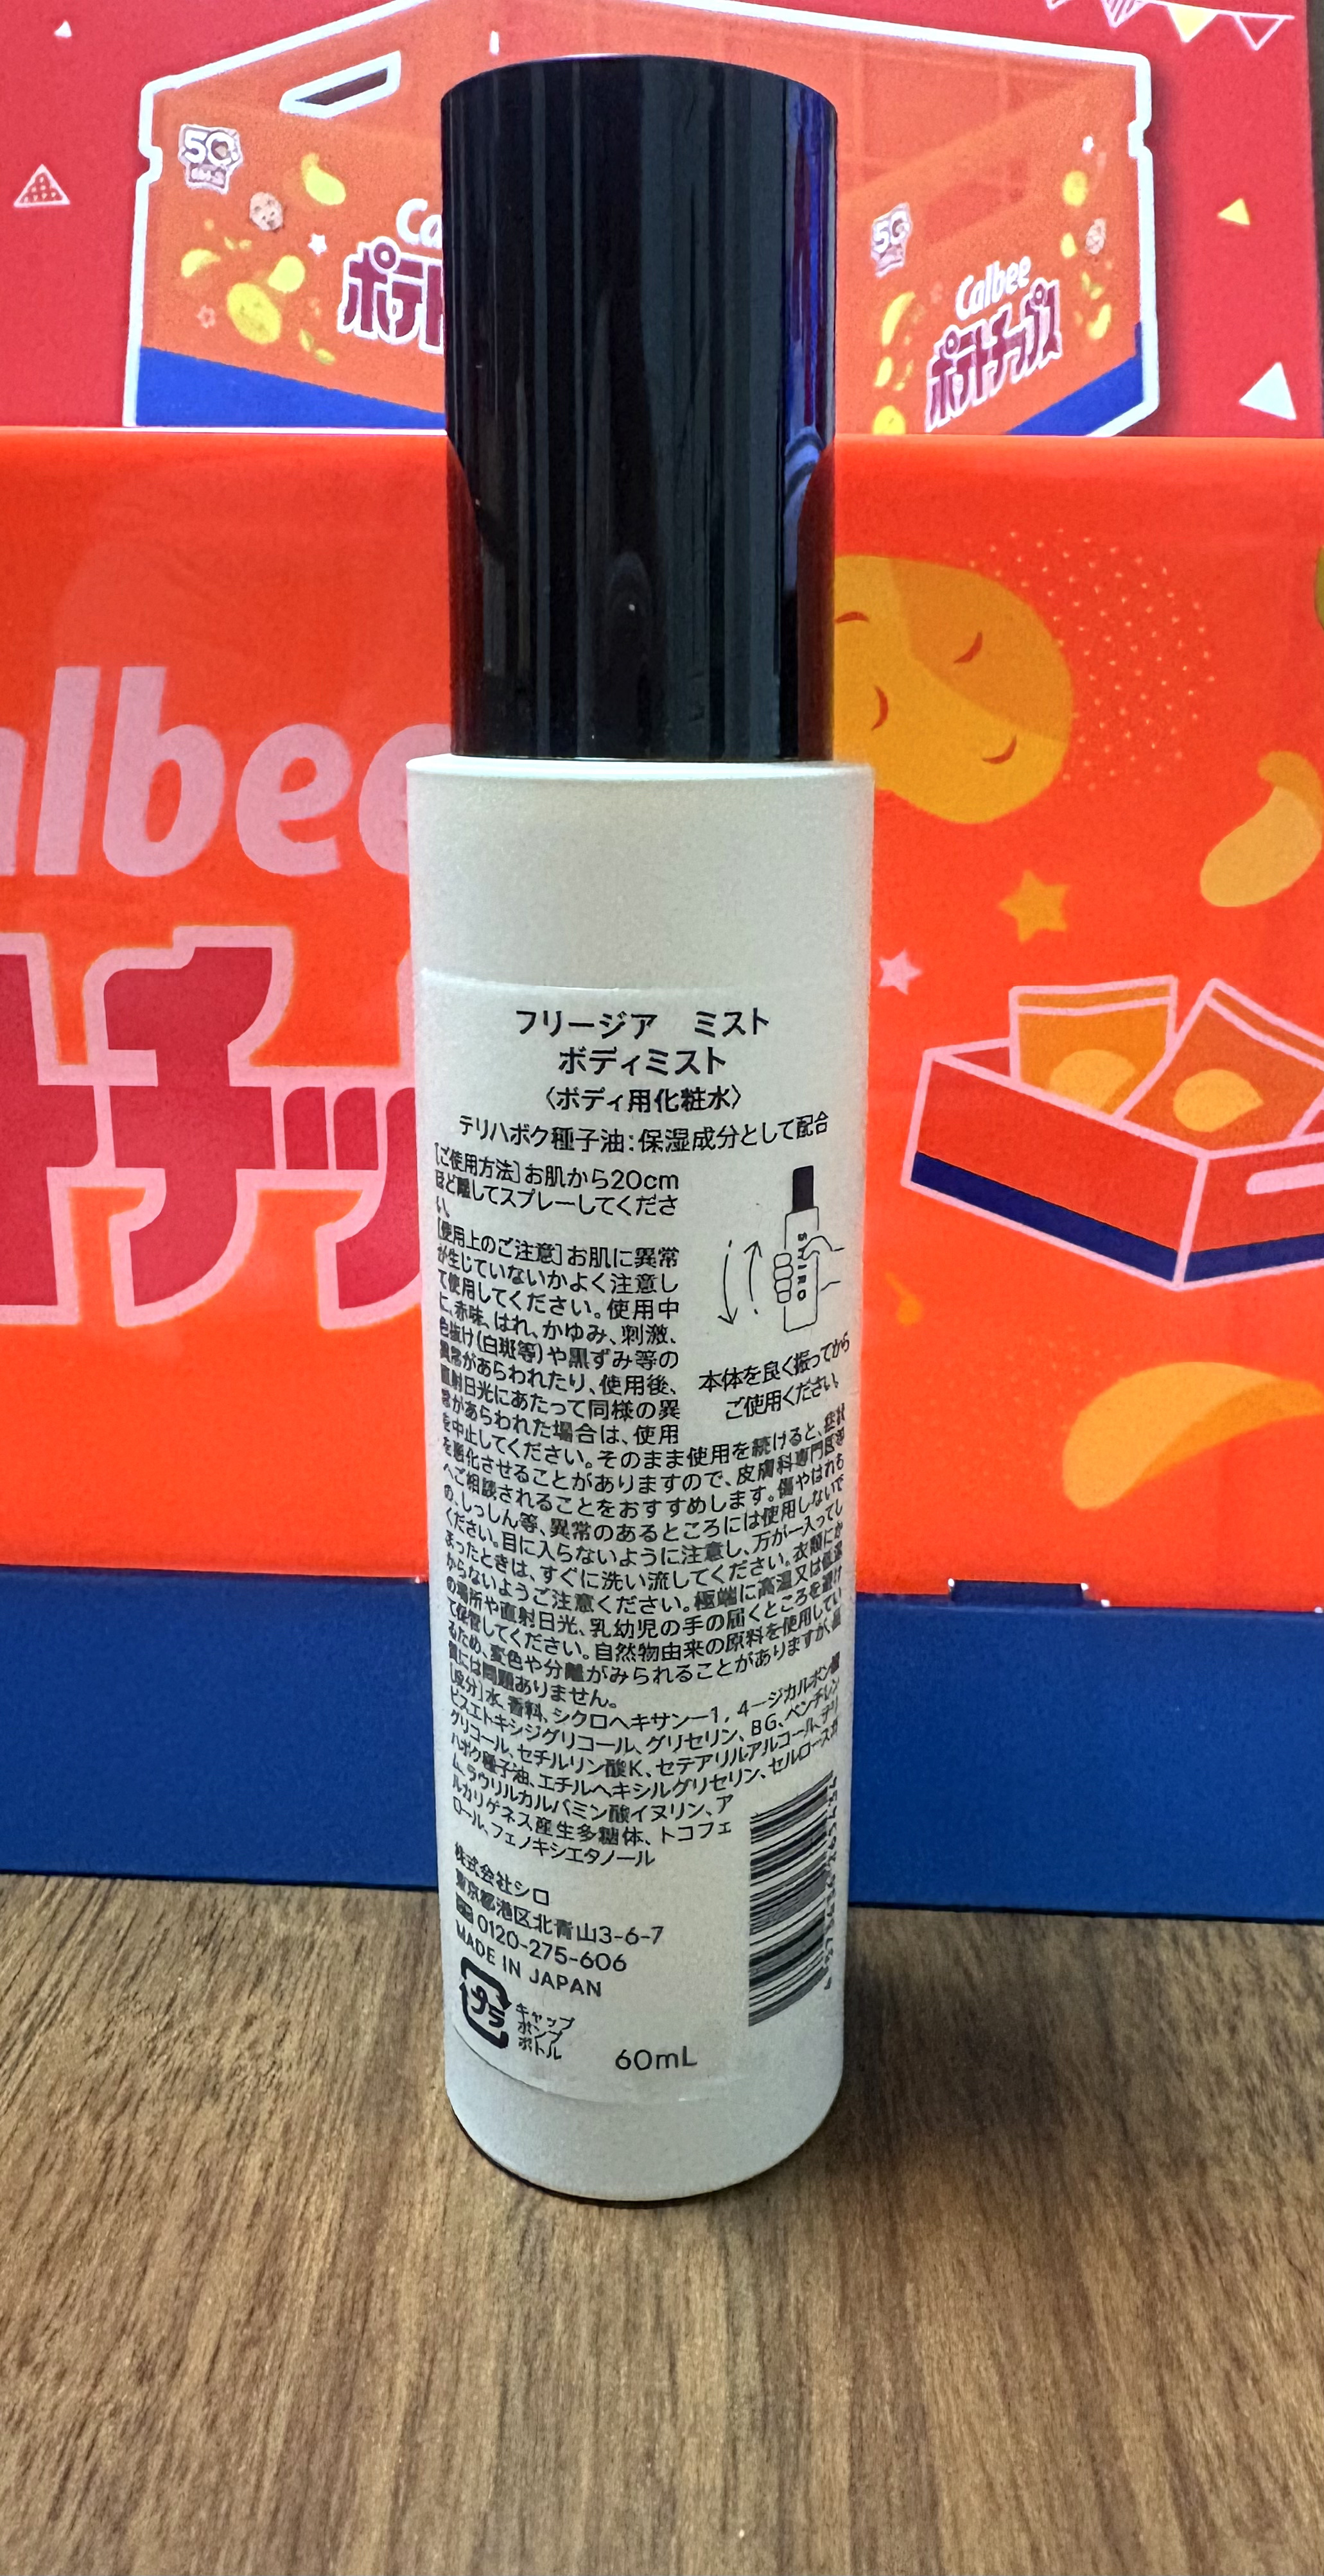 50
Ca
ポテト
50
Calbee
ポテトチップス
albee
チッ
フリージア ミスト
ボディミスト
〈ボディ用化粧水〉
テリハボク種子油:保湿成分として配合
[ご使用方法]お肌から20cm
ほど離してスプレーしてくださ
い。
[使用上のご注意]お肌に異常
が生じていないかよく注意し
て使用してください。使用中
に、赤味、はれ、かゆみ、刺激、
色抜け(白斑等)や黒ずみ等の
異常があらわれたり、使用後、
直射日光にあたって同様の異
常があらわれた場合は、使用
を中止してください。そのまま使用を続けると、症状
を悪化させることがありますので、皮膚科専門医等
へご相談されることをおすすめします。傷やはれも
の、しっしん等、異常のあるところには使用しないで
ください。目に入らないように注意し、万が一入ってし
まったときは、すぐに洗い流してください。衣類にか
からないようご注意ください。極端に高温又は低温
の場所や直射日光、乳幼児の手の届くところを避け
て保管してください。自然物由来の原料を使用してい
るため、変色や分離がみられることがありますが、品
質には問題ありません。
SHIRO
本体を良く振ってから
ご使用ください。
[成分]水、香料、シクロヘキサン−1, 4−ジカルボン酸
ビスエトキシジグリコール、グリセリン、BG、ペンチレン
グリコール、セチルリン酸K、セテアリルアルコール、テリ
ハボク種子油、エチルヘキシルグリセリン、セルロースガ
ム、ラウリルカルバミン酸イヌリン、ア
ルカリゲネス産生多糖体、トコフェ
ロール、フェノキシエタノール
株式会社シロ
東京都港区北青山3-6-7
0120-275-606
MADE IN JAPAN
プラ
キャップ
ポンプ
ボトル
60mL